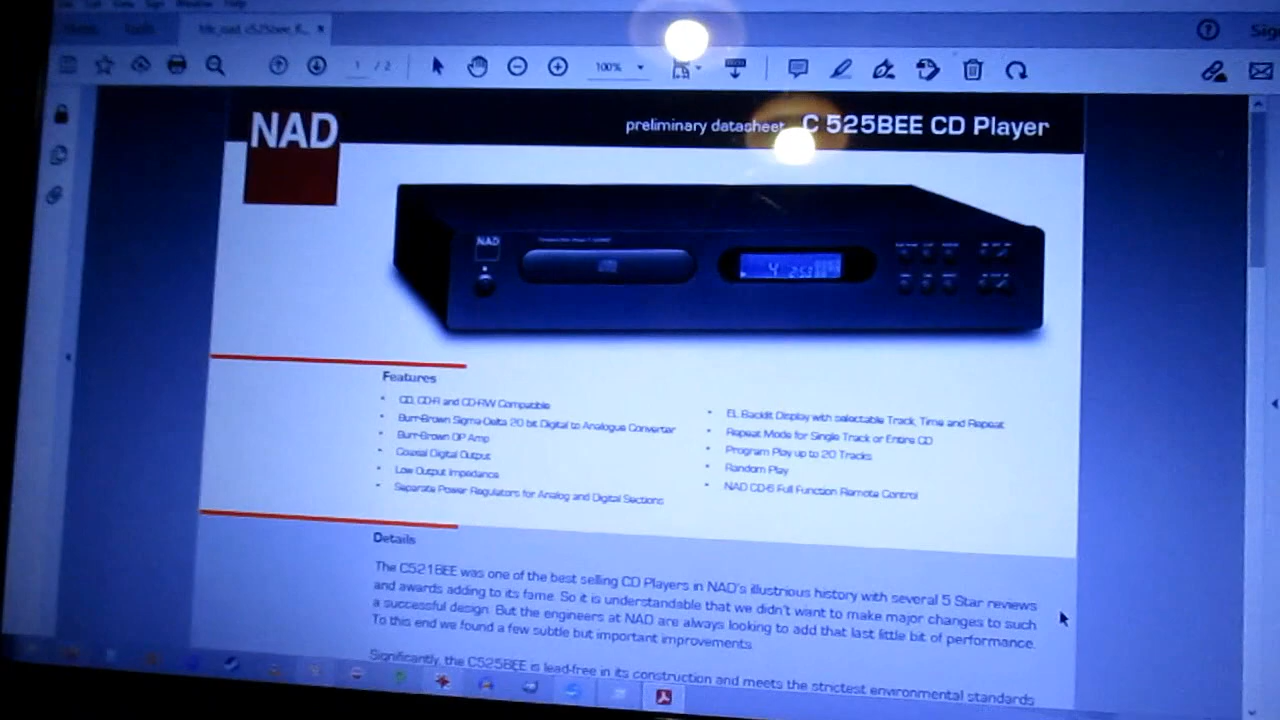 Sig
1 / 2
100%
NAD
preliminary datasheet C 525BEE CD Player
NAD
Features
• CD, CD-R and CD-RW Compatible
• Burr-Brown Sigma-Delta 20 bit Digital to Analogue Converter
• Burr-Brown OP Amp
• Coaxial Digital Output
• Low Output Impedance
• Separate Power Regulators for Analog and Digital Sections
• EL Backlit Display with selectable Track, Time and Repeat
• Repeat Mode for Single Track or Entire CD
• Program Play up to 20 Tracks
• Random Play
• NAD CD-6 Full Function Remote Control
Details
The C521BEE was one of the best selling CD Players in NAD's illustrious history with several 5 Star reviews
and awards adding to its fame. So it is understandable that we didn't want to make major changes to such
a successful design. But the engineers at NAD are always looking to add that last little bit of performance.
To this end we found a few subtle but important improvements.
Significantly, the C525BEE is lead-free in its construction and meets the strictest environmental standards